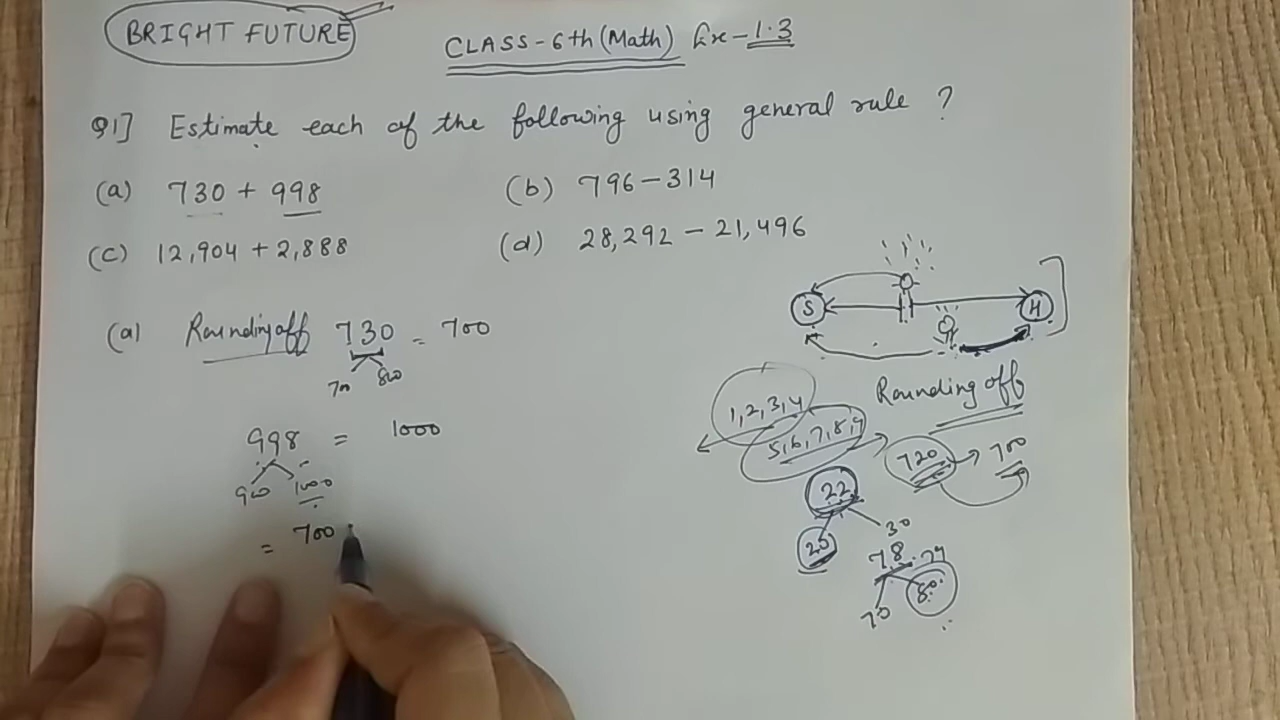 BRIGHT FUTURE
CLASS-6th (Math) Ex-1.3
Q1] Estimate each of the following using general rule ?
(a) 730 + 998
(b) 796-314
(c) 12,904 + 2,888
(d) 28,292 - 21,496
S H
(a) Rounding off 730 = 700
700 800
998 = 1000
900 1000
= 700
Rounding off
1,2,3,4
5,6,7,8,9
720 → 700
22
20 30
78 79
70 80